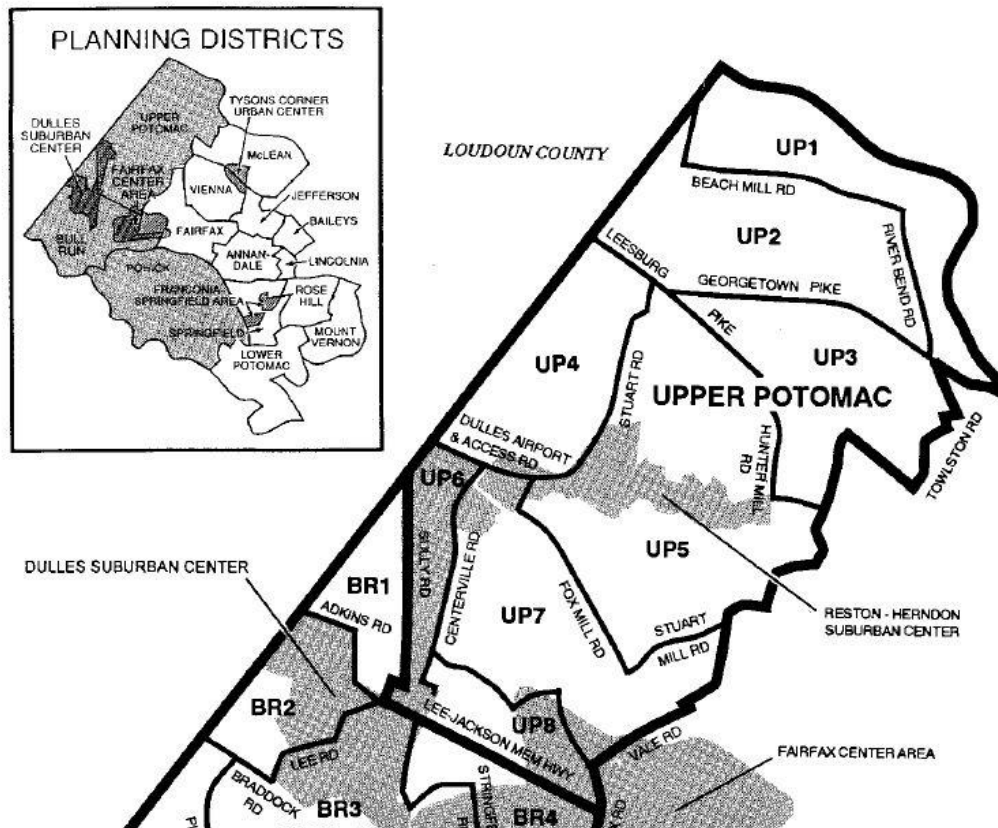 PLANNING DISTRICTS
TYSONS CORNER
URBAN CENTER
DULLES
SUBURBAN
CENTER
UPPER
POTOMAC
McLEAN
FAIRFAX
CENTER
AREA
VIENNA
JEFFERSON
BAILEYS
FAIRFAX
BULL
RUN
ANNAN-
DALE
LINCOLNIA
POHICK
FRANCONIA-
SPRINGFIELD AREA
ROSE
HILL
SPRINGFIELD
MOUNT
VERNON
LOWER
POTOMAC
LOUDOUN COUNTY
UP1
BEACH MILL RD
UP2
RIVER BEND RD
LEESBURG
PIKE
GEORGETOWN PIKE
UP3
UP4
STUART RD
UPPER POTOMAC
HUNTER MILL
RD
TOWLSTON RD
DULLES AIRPORT
& ACCESS RD
UP6
SULLY RD
CENTERVILLE RD
UP5
DULLES SUBURBAN CENTER
BR1
ADKINS RD
UP7
FOX MILL RD
STUART
MILL RD
RESTON - HERNDON
SUBURBAN CENTER
BR2
LEE RD
LEE-JACKSON MEM HWY
UP8
VALE RD
FAIRFAX CENTER AREA
BRADDOCK
RD
BR3
BR4